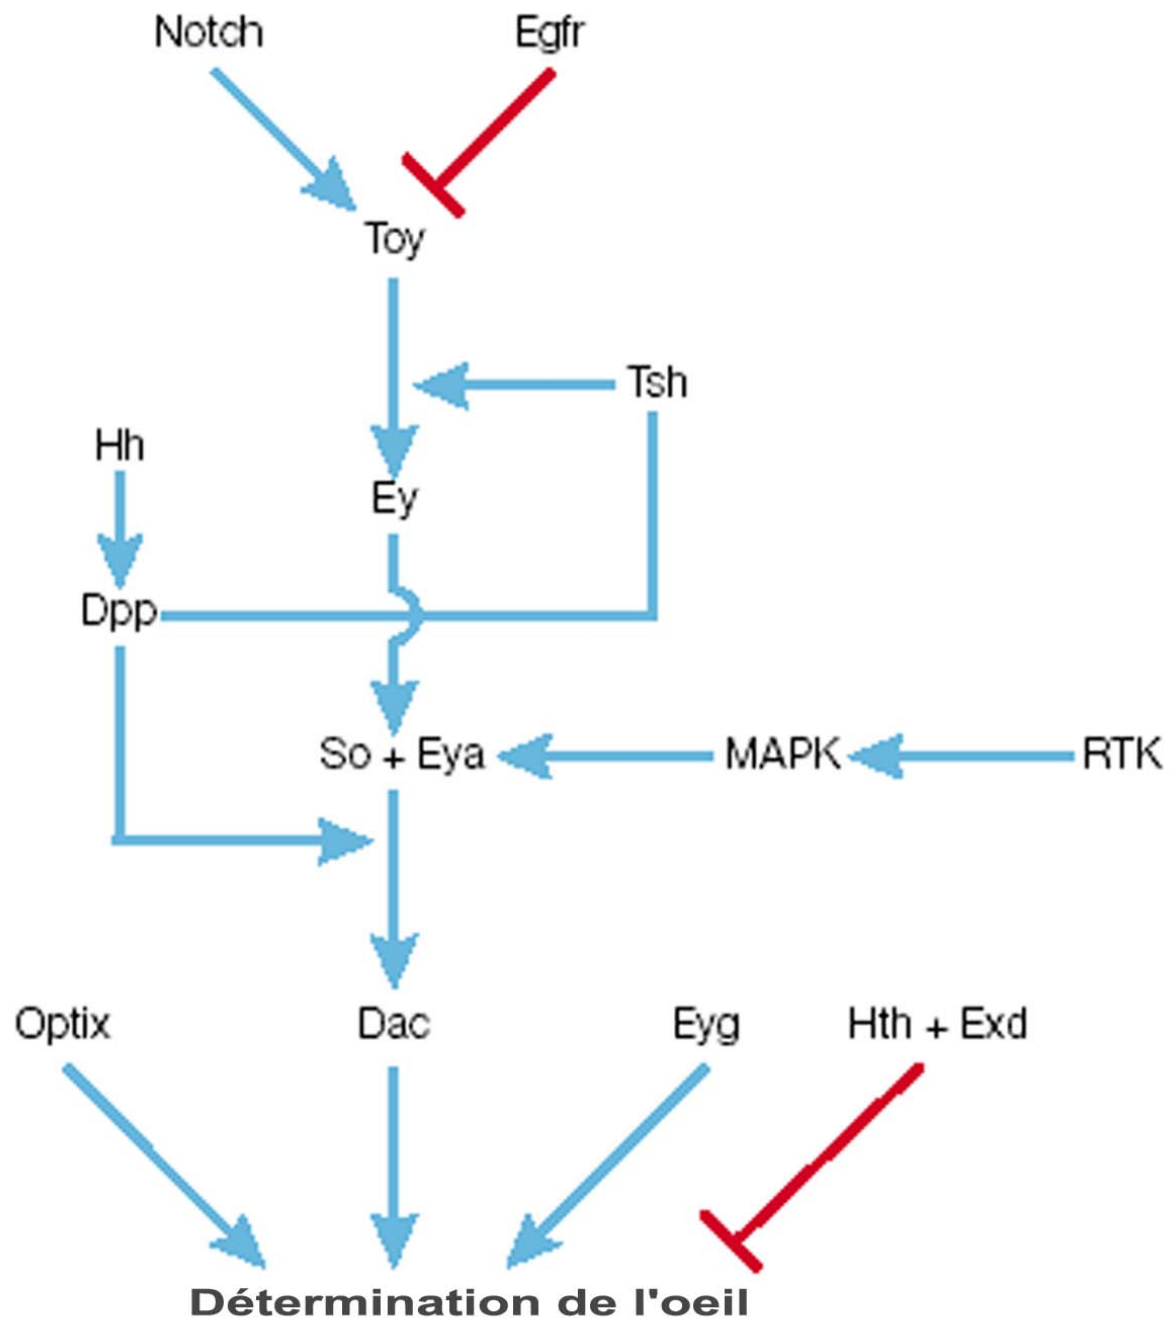 Notch Egfr
Toy
Tsh
Hh
Ey
Dpp
So + Eya MAPK RTK
Optix Dac Eyg Hth + Exd
Détermination de l'oeil